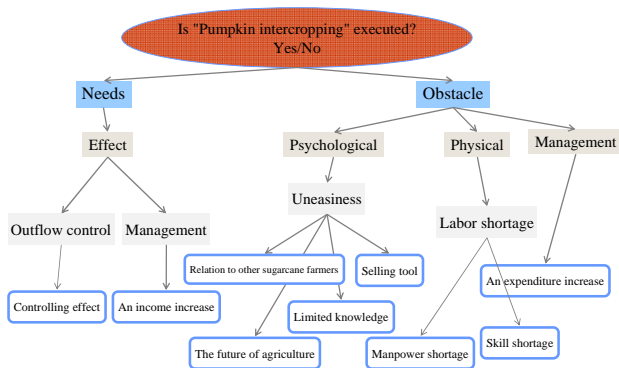 Is "Pumpkin intercropping" executed?
Yes/No
Needs
Obstacle
Effect
Psychological
Physical
Management
Uneasiness
Outflow control
Management
Labor shortage
Relation to other sugarcane farmers
Selling tool
An expenditure increase
Controlling effect
An income increase
Limited knowledge
The future of agriculture
Manpower shortage
Skill shortage